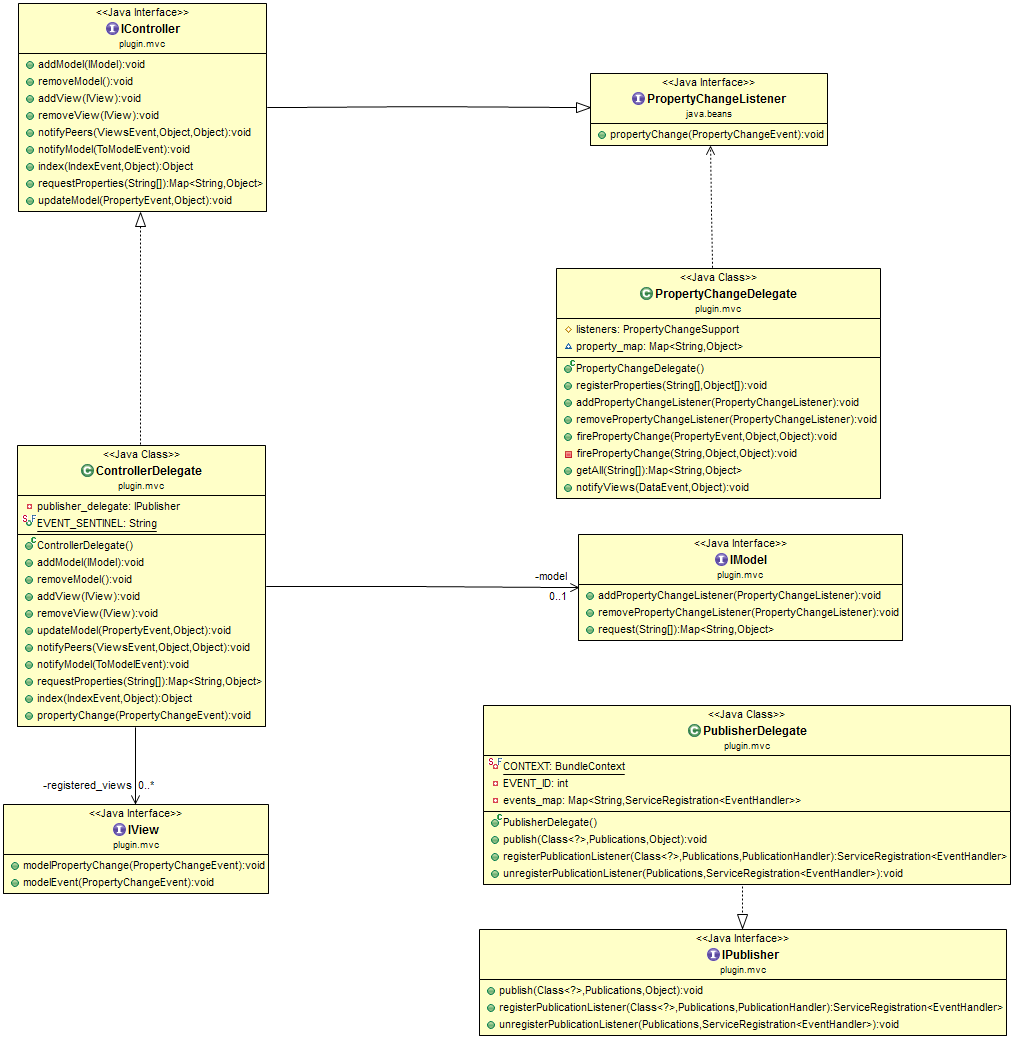 <<Java Interface>>
IController
plugin.mvc
addModel(IModel):void
removeModel():void
addView(IView):void
removeView(IView):void
notifyPeers(ViewsEvent,Object,Object):void
notifyModel(ToModelEvent):void
index(IndexEvent,Object):Object
requestProperties(String[]):Map<String,Object>
updateModel(PropertyEvent,Object):void
<<Java Interface>>
PropertyChangeListener
java.beans
propertyChange(PropertyChangeEvent):void
<<Java Class>>
PropertyChangeDelegate
plugin.mvc
listeners: PropertyChangeSupport
property_map: Map<String,Object>
PropertyChangeDelegate()
registerProperties(String[],Object[]):void
addPropertyChangeListener(PropertyChangeListener):void
removePropertyChangeListener(PropertyChangeListener):void
firePropertyChange(PropertyEvent,Object,Object):void
firePropertyChange(String,Object,Object):void
getAll(String[]):Map<String,Object>
notifyViews(DataEvent,Object):void
<<Java Class>>
ControllerDelegate
plugin.mvc
publisher_delegate: IPublisher
EVENT_SENTINEL: String
ControllerDelegate()
addModel(IModel):void
removeModel():void
addView(IView):void
removeView(IView):void
updateModel(PropertyEvent,Object):void
notifyPeers(ViewsEvent,Object,Object):void
notifyModel(ToModelEvent):void
requestProperties(String[]):Map<String,Object>
index(IndexEvent,Object):Object
propertyChange(PropertyChangeEvent):void
-model
0..1
<<Java Interface>>
IModel
plugin.mvc
addPropertyChangeListener(PropertyChangeListener):void
removePropertyChangeListener(PropertyChangeListener):void
request(String[]):Map<String,Object>
-registered_views 0..*
<<Java Interface>>
IView
plugin.mvc
modelPropertyChange(PropertyChangeEvent):void
modelEvent(PropertyChangeEvent):void
<<Java Class>>
PublisherDelegate
plugin.mvc
CONTEXT: BundleContext
EVENT_ID: int
events_map: Map<String,ServiceRegistration<EventHandler>>
PublisherDelegate()
publish(Class<?>,Publications,Object):void
registerPublicationListener(Class<?>,Publications,PublicationHandler):ServiceRegistration<EventHandler>
unregisterPublicationListener(Publications,ServiceRegistration<EventHandler>):void
<<Java Interface>>
IPublisher
plugin.mvc
publish(Class<?>,Publications,Object):void
registerPublicationListener(Class<?>,Publications,PublicationHandler):ServiceRegistration<EventHandler>
unregisterPublicationListener(Publications,ServiceRegistration<EventHandler>):void